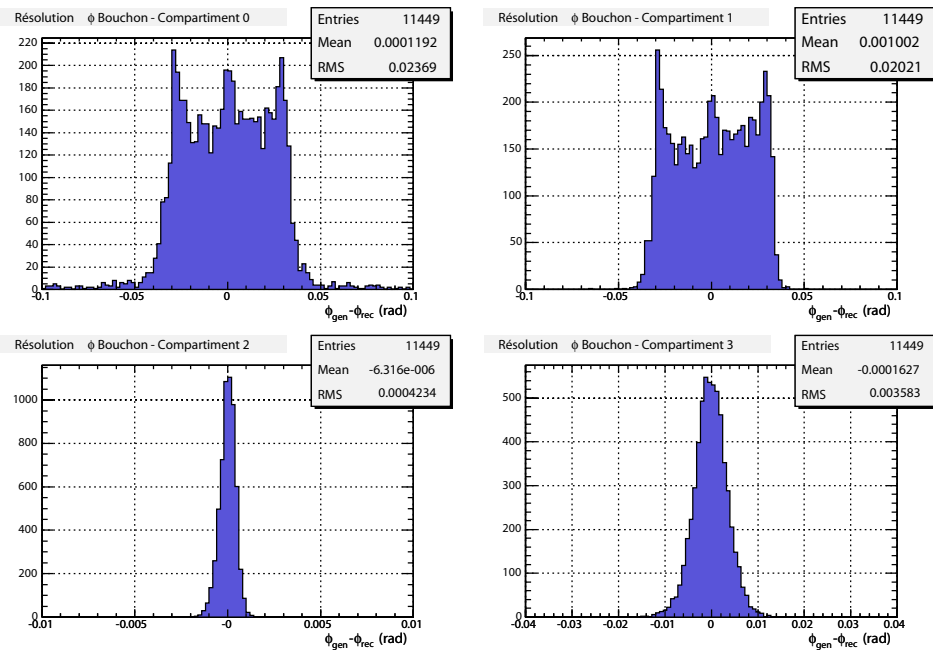 Résolution ϕ Bouchon - Compartiment 0
Entries 11449
Mean 0.0001192
RMS 0.02369
220
200
180
160
140
120
100
80
60
40
20
0
-0.1 -0.05 0 0.05 0.1
ϕgen-ϕrec (rad)
Résolution ϕ Bouchon - Compartiment 1
Entries 11449
Mean 0.001002
RMS 0.02021
250
200
150
100
50
0
-0.1 -0.05 0 0.05 0.1
ϕgen-ϕrec (rad)
Résolution ϕ Bouchon - Compartiment 2
Entries 11449
Mean -6.316e-006
RMS 0.0004234
1000
800
600
400
200
0
-0.01 -0.005 -0 0.005 0.01
ϕgen-ϕrec (rad)
Résolution ϕ Bouchon - Compartiment 3
Entries 11449
Mean -0.0001627
RMS 0.003583
500
400
300
200
100
0
-0.04 -0.03 -0.02 -0.01 0 0.01 0.02 0.03 0.04
ϕgen-ϕrec (rad)